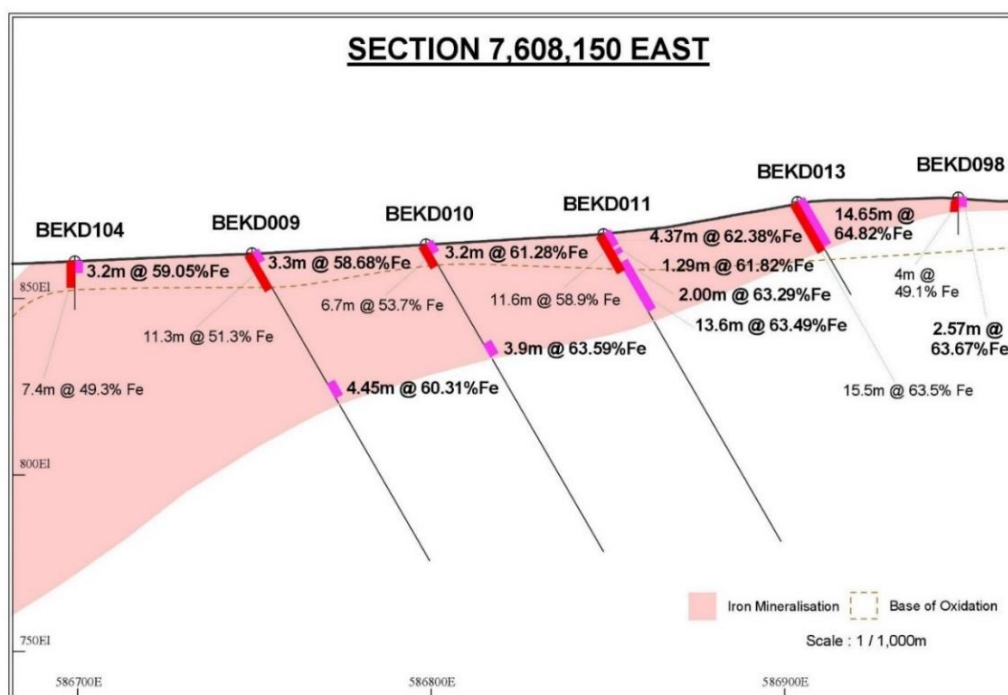 SECTION 7,608,150 EAST
BEKD104
BEKD009
BEKD010
BEKD011
BEKD013
BEKD098
3.2m @ 59.05%Fe
3.3m @ 58.68%Fe
3.2m @ 61.28%Fe
4.37m @ 62.38%Fe
14.65m @
64.82%Fe
1.29m @ 61.82%Fe
2.00m @ 63.29%Fe
13.6m @ 63.49%Fe
4m @
49.1% Fe
2.57m @
63.67%Fe
850El
7.4m @ 49.3% Fe
11.3m @ 51.3% Fe
6.7m @ 53.7% Fe
11.6m @ 58.9% Fe
3.9m @ 63.59%Fe
4.45m @ 60.31%Fe
15.5m @ 63.5% Fe
800El
Iron Mineralisation
Base of Oxidation
Scale : 1 / 1,000m
750El
586700E
586800E
586900E